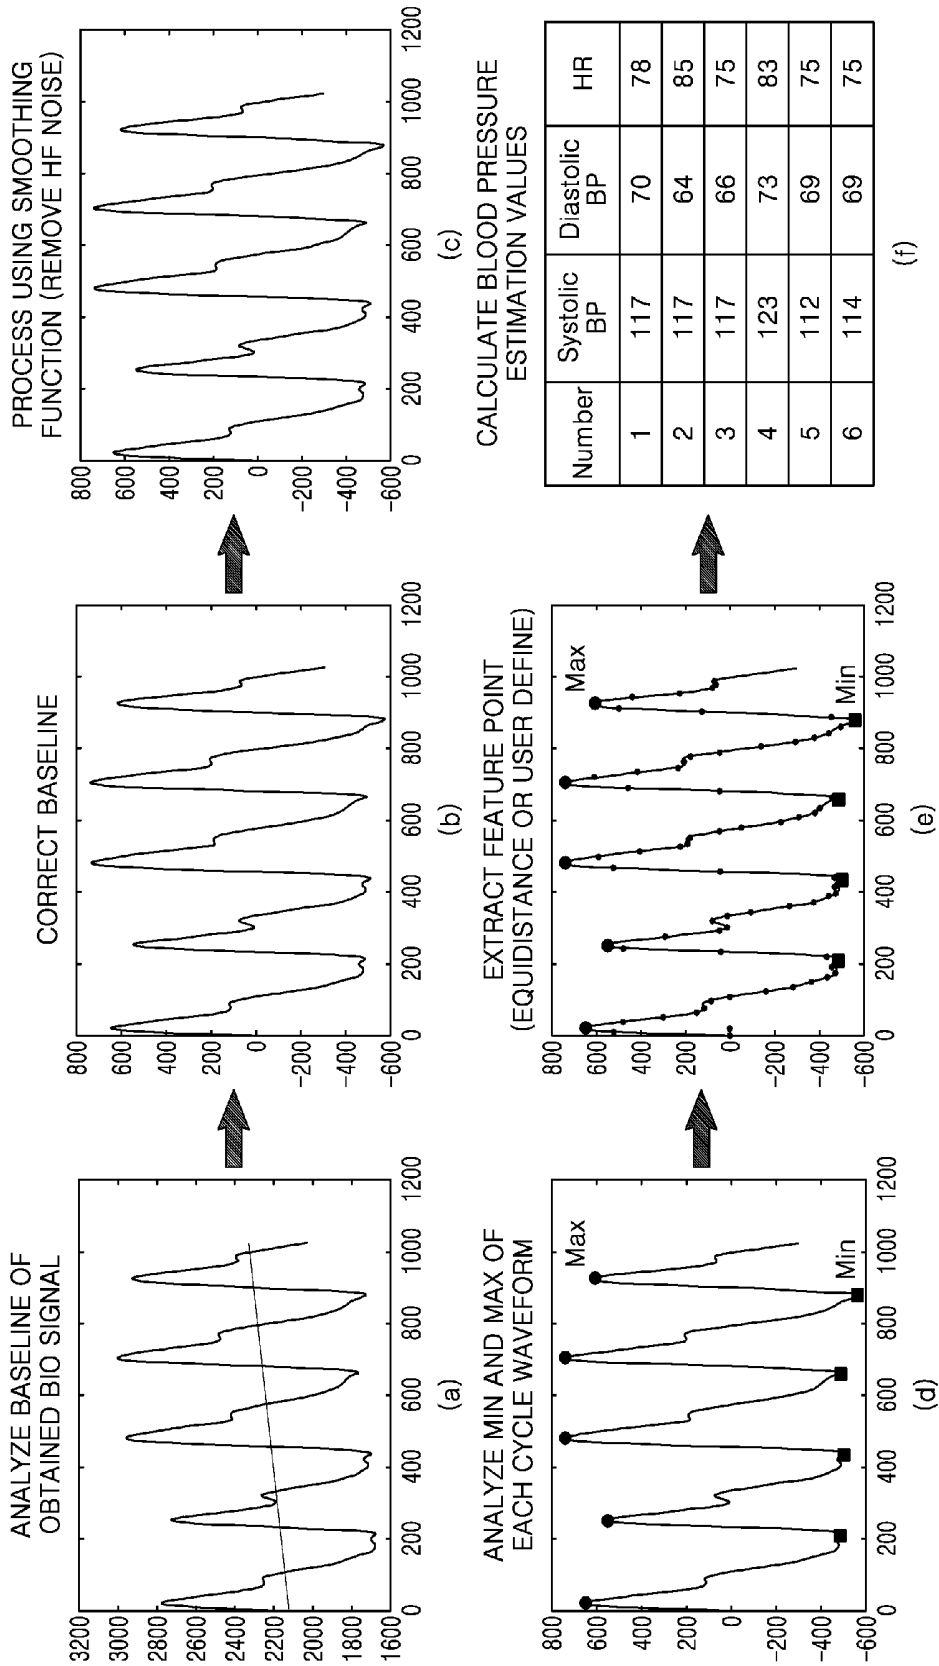 ANALYZE BASELINE OF
OBTAINED BIO SIGNAL
3200
3000
2800
2600
2400
2200
2000
1800
1600
0 200 400 600 800 1000 1200
(a)
CORRECT BASELINE
800
600
400
200
0
-200
-400
-600
0 200 400 600 800 1000 1200
(b)
PROCESS USING SMOOTHING
FUNCTION (REMOVE HF NOISE)
800
600
400
200
0
-200
-400
-600
0 200 400 600 800 1000 1200
(c)
ANALYZE MIN AND MAX OF
EACH CYCLE WAVEFORM
800
600
400
200
0
-200
-400
-600
Max
Min
0 200 400 600 800 1000 1200
(d)
EXTRACT FEATURE POINT
(EQUIDISTANCE OR USER DEFINE)
800
600
400
200
0
-200
-400
-600
Max
Min
0 200 400 600 800 1000 1200
(e)
CALCULATE BLOOD PRESSURE
ESTIMATION VALUES
Number Systolic BP Diastolic BP HR
1 117 70 78
2 117 64 85
3 117 66 75
4 123 73 83
5 112 69 75
6 114 69 75
(f)